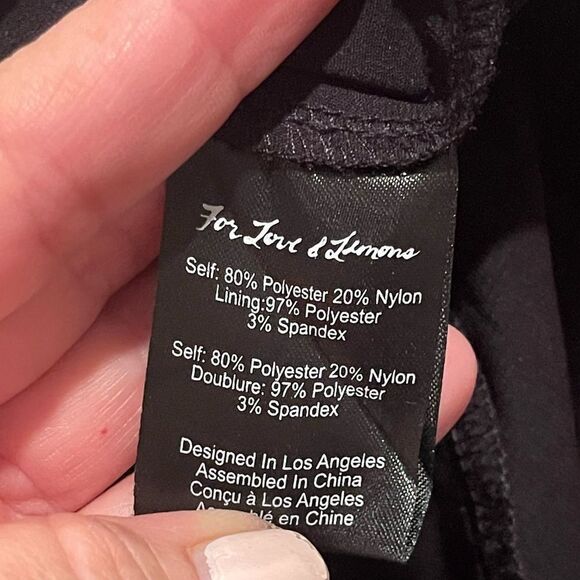 For Love & Lemons
Self: 80% Polyester 20% Nylon
Lining:97% Polyester
3% Spandex
Self: 80% Polyester 20% Nylon
Doublure: 97% Polyester
3% Spandex
Designed In Los Angeles
Assembled In China
Conçu à Los Angeles
Assemblé en Chine